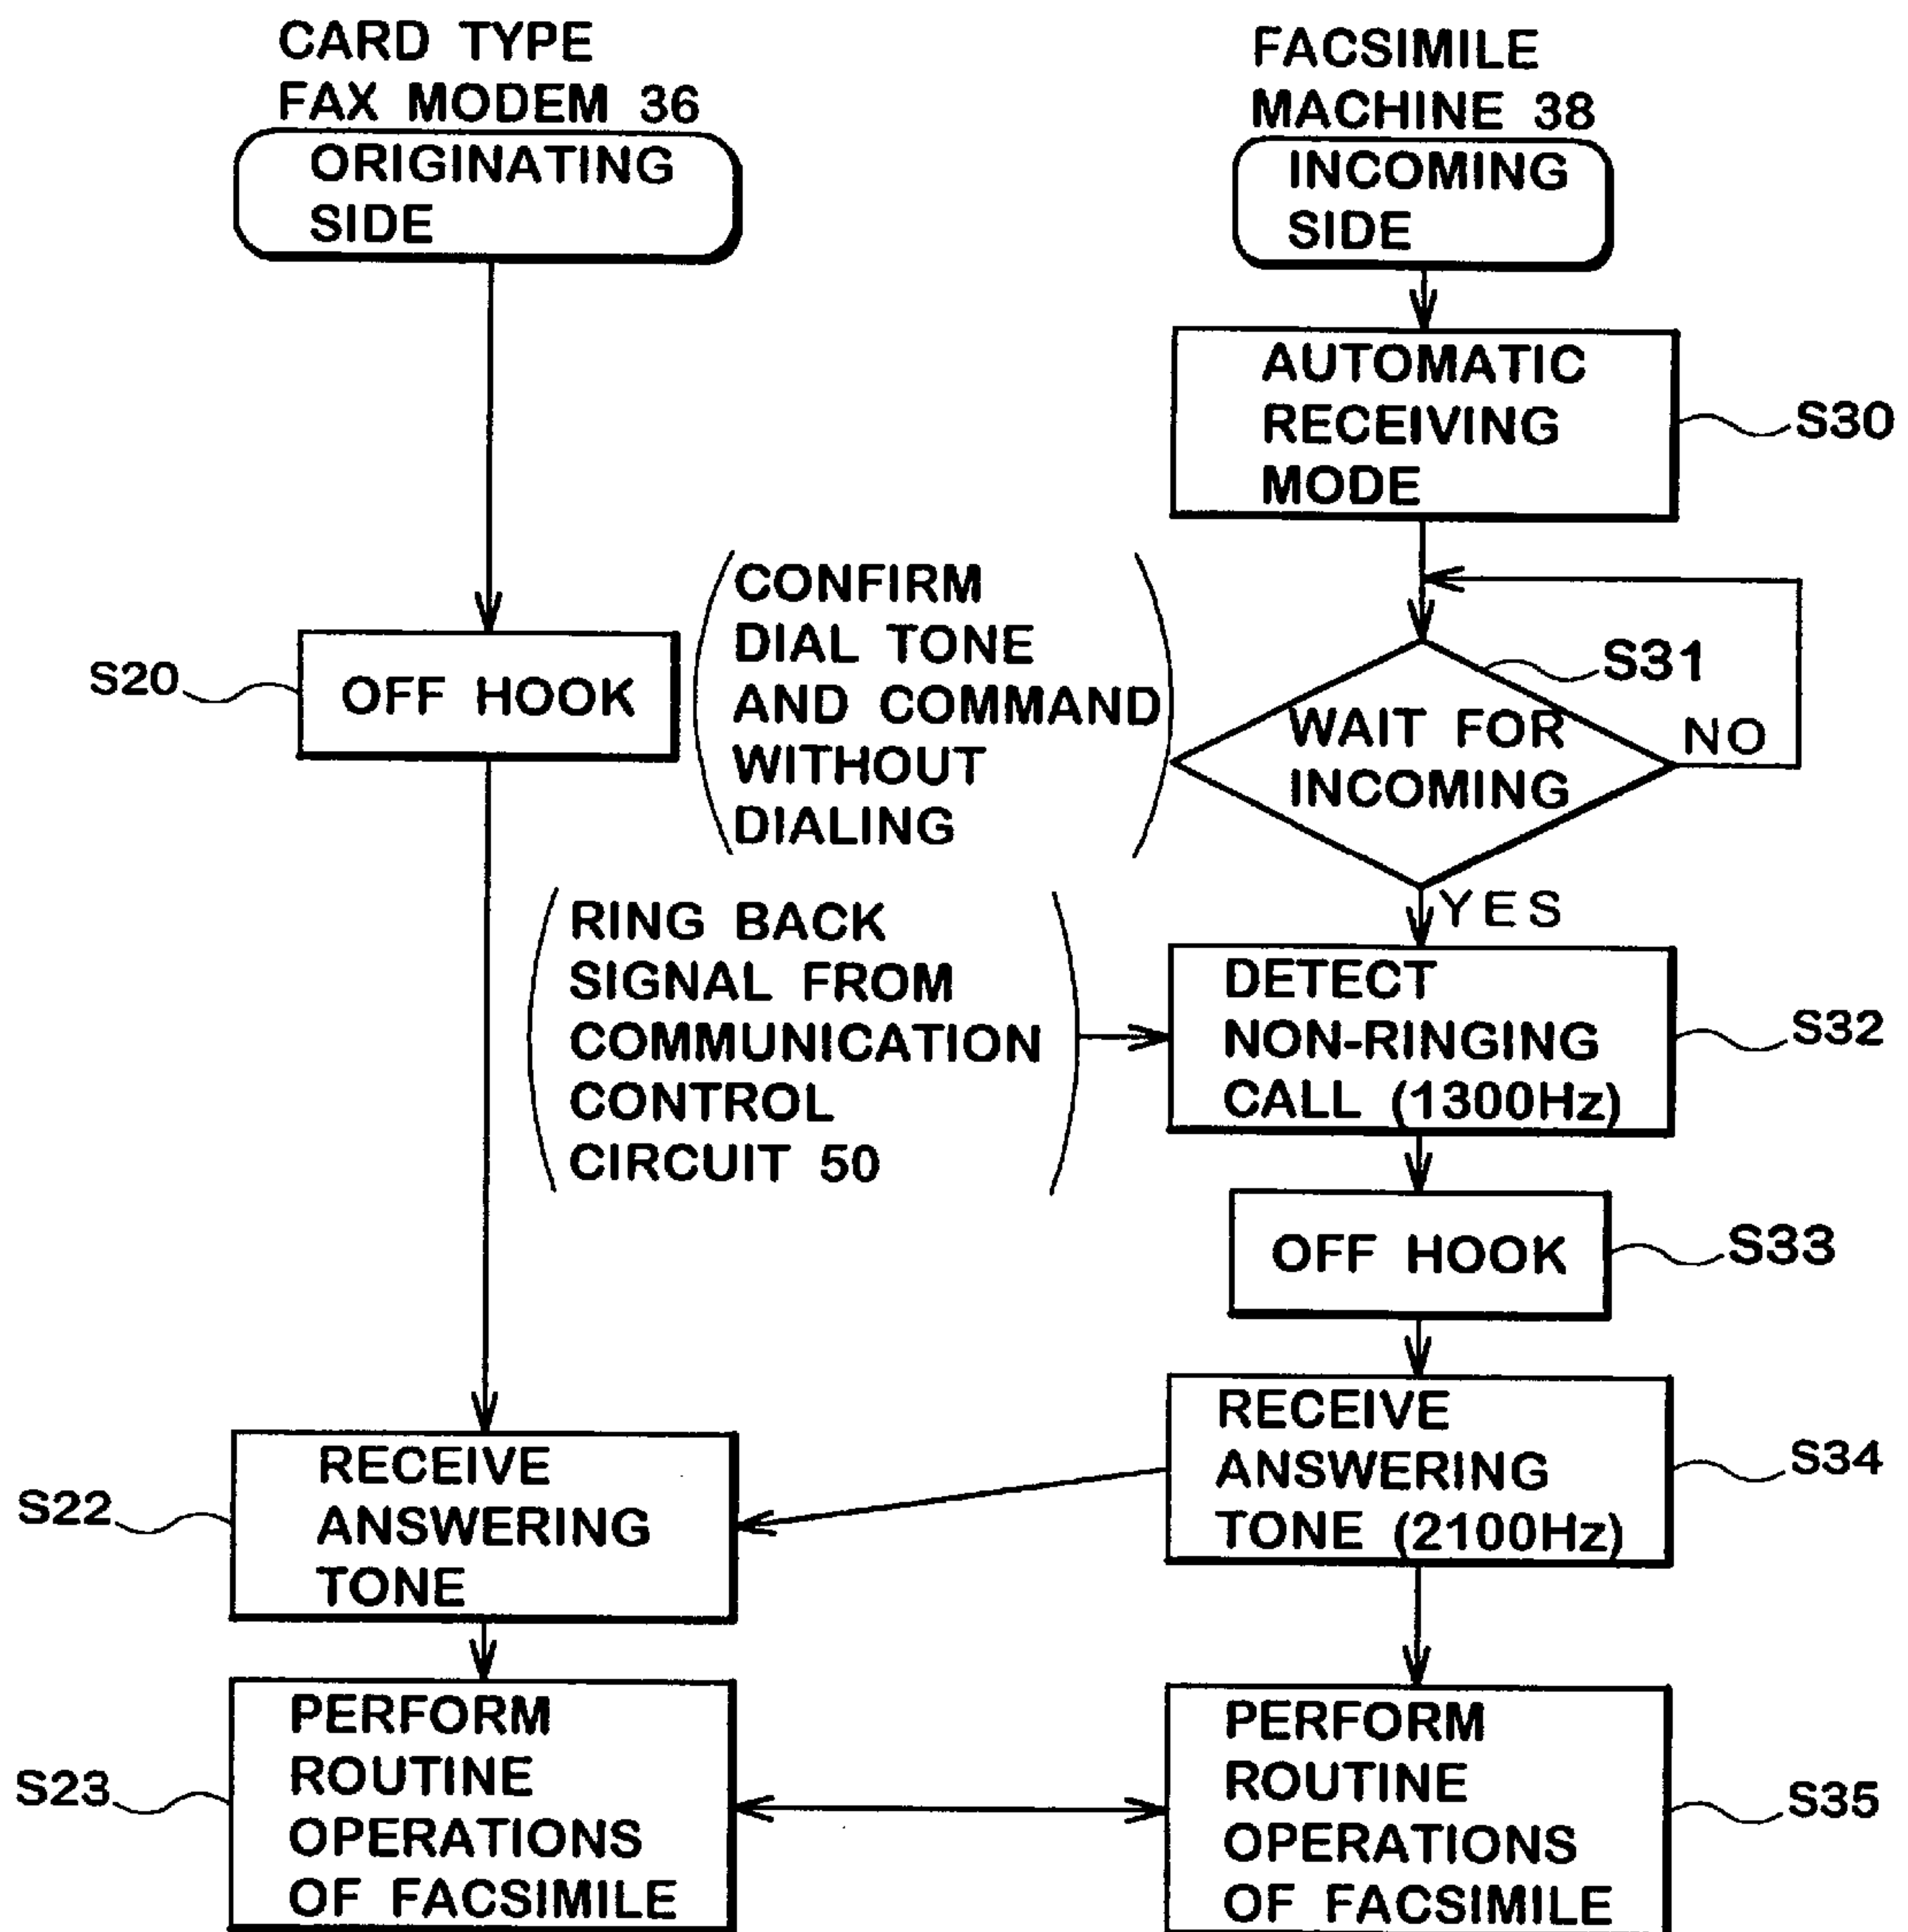 CARD TYPE
FAX MODEM 36
ORIGINATING
SIDE
FACSIMILE
MACHINE 38
INCOMING
SIDE
AUTOMATIC
RECEIVING
MODE
S30
S20
OFF HOOK
CONFIRM
DIAL TONE
AND COMMAND
WITHOUT
DIALING
S31
WAIT FOR
INCOMING
NO
YES
RING BACK
SIGNAL FROM
COMMUNICATION
CONTROL
CIRCUIT 50
DETECT
NON-RINGING
CALL (1300Hz)
S32
OFF HOOK
S33
S22
RECEIVE
ANSWERING
TONE
RECEIVE
ANSWERING
TONE (2100Hz)
S34
S23
PERFORM
ROUTINE
OPERATIONS
OF FACSIMILE
PERFORM
ROUTINE
OPERATIONS
OF FACSIMILE
S35